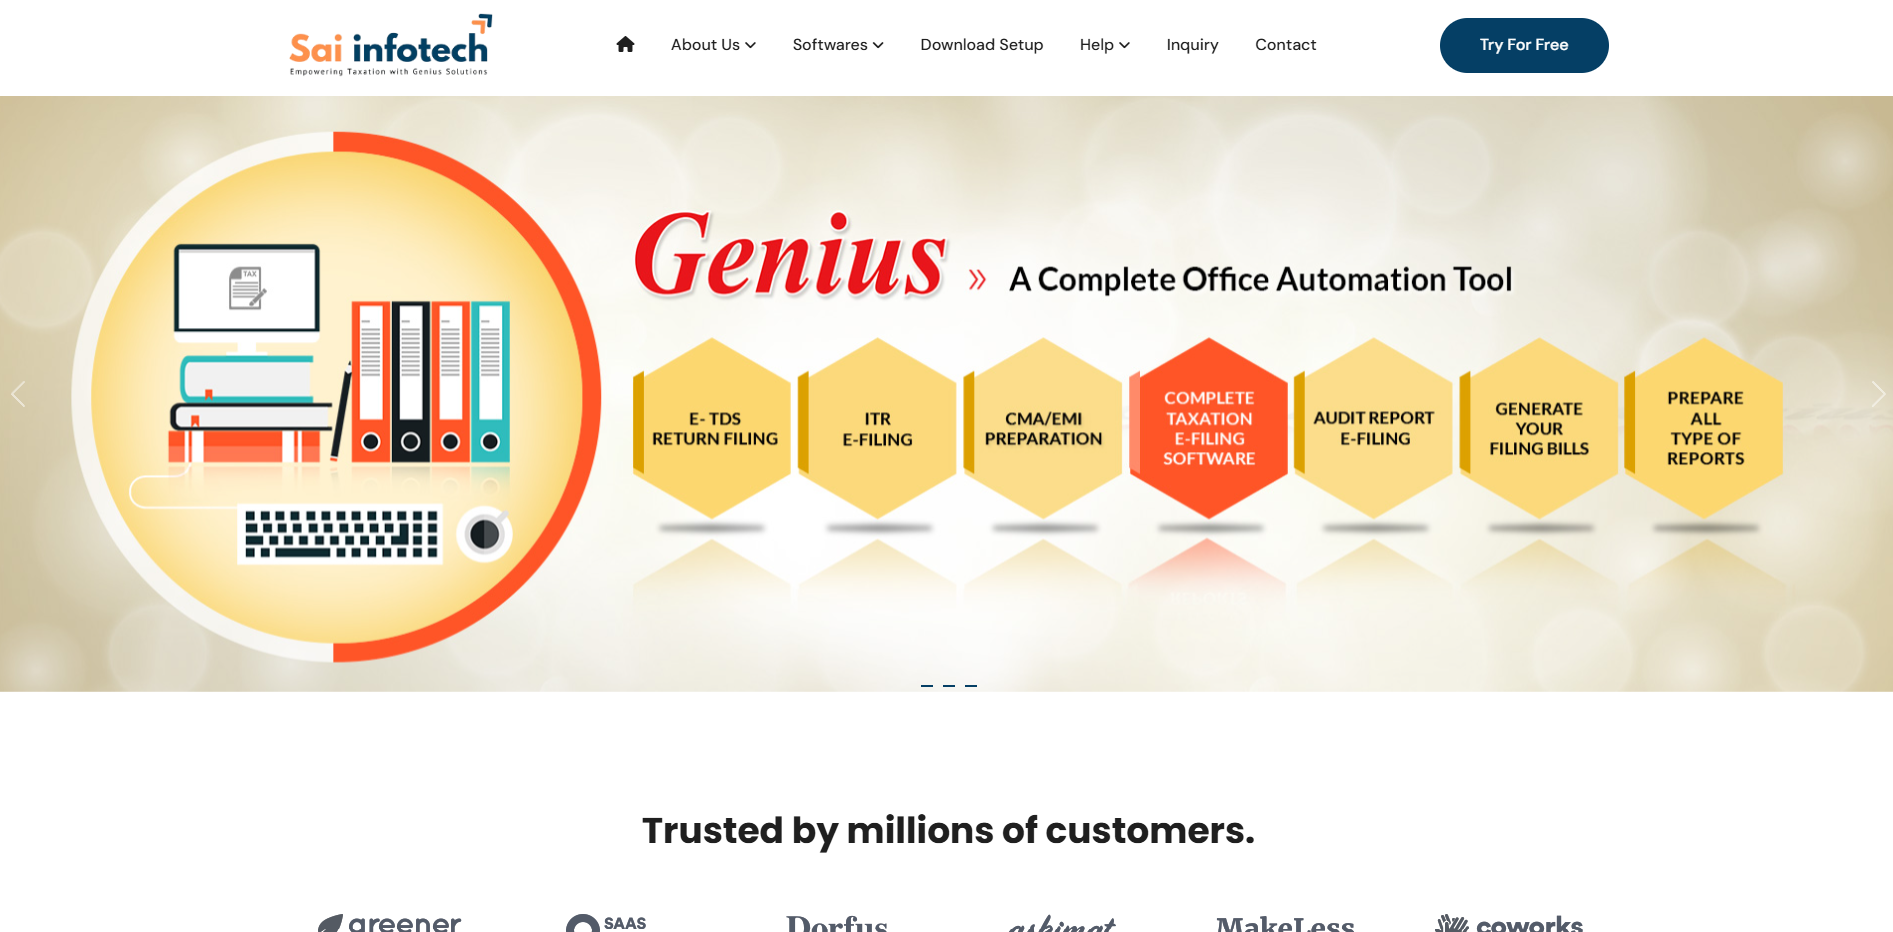 Sai infotech
Empowering Taxation with Genius Solutions
About Us
Softwares
Download Setup
Help
Inquiry
Contact
Try For Free
TAX
Genius
» A Complete Office Automation Tool
E- TDS
RETURN FILING
ITR
E-FILING
CMA/EMI
PREPARATION
COMPLETE
TAXATION
E-FILING
SOFTWARE
AUDIT REPORT
E-FILING
GENERATE
YOUR
FILING BILLS
PREPARE
ALL
TYPE OF
REPORTS
Trusted by millions of customers.
greener
SAAS
Dorfus
askimat
MakeLess
coworks